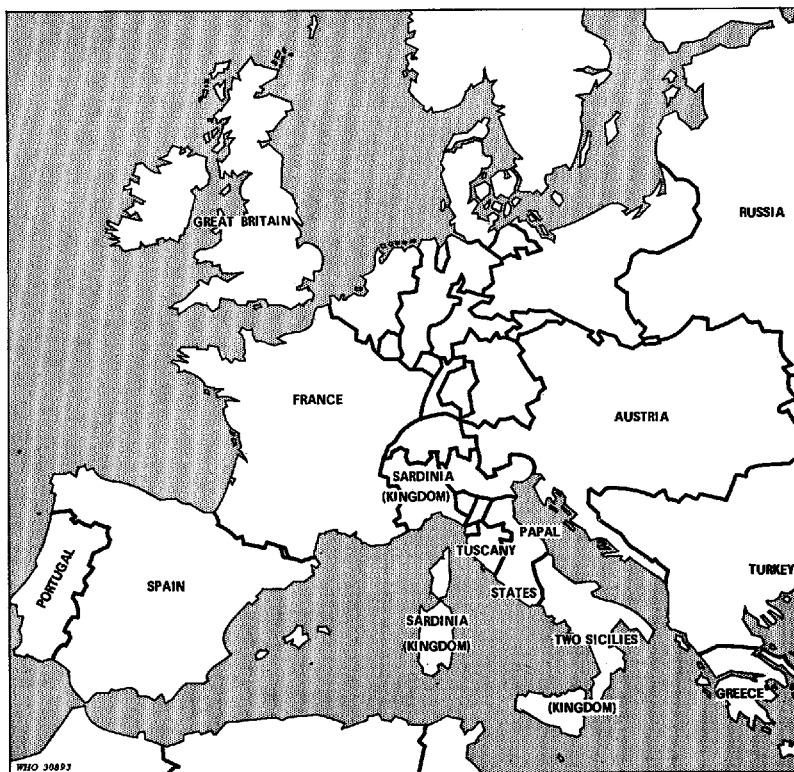 GREAT BRITAIN
RUSSIA
FRANCE
AUSTRIA
SARDINIA
(KINGDOM)
PAPAL
TUSCANY
STATES
TURKEY
PORTUGAL
SPAIN
SARDINIA
(KINGDOM)
TWO SICILIES
(KINGDOM)
GREECE
WHO 30893